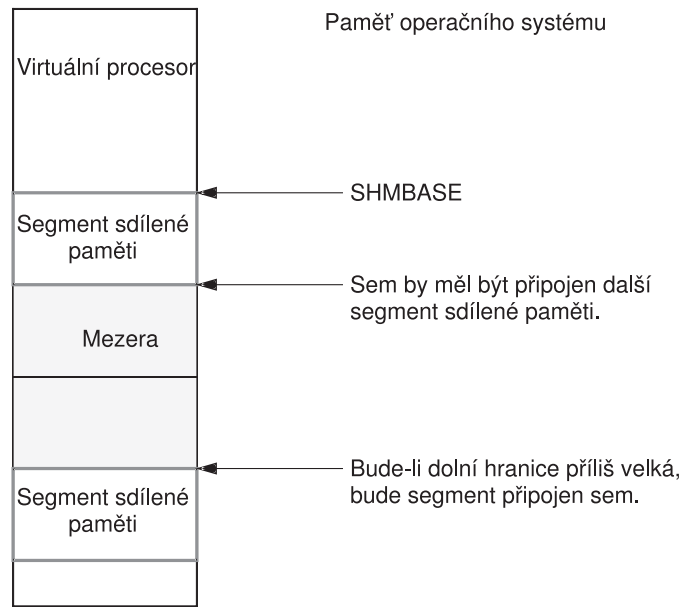 Paměť operačního systému
Virtuální procesor
SHMBASE
Segment sdílené
paměti
Sem by měl být připojen další
segment sdílené paměti.
Mezera
Bude-li dolní hranice příliš velká,
bude segment připojen sem.
Segment sdílené
paměti